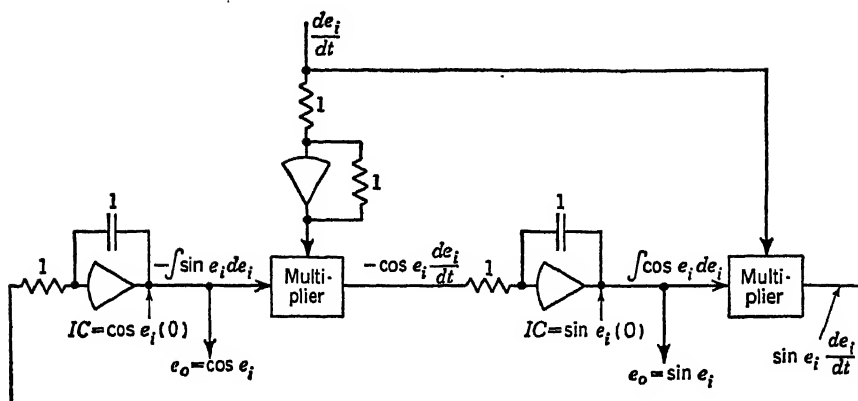 de_i/dt
1
1
1
1
-∫sin e_i de_i
Multi-
plier
-cos e_i de_i/dt
1
1
∫cos e_i de_i
Multi-
plier
IC=cos e_i(0)
IC=sin e_i(0)
sin e_i de_i/dt
e_o=cos e_i
e_o=sin e_i